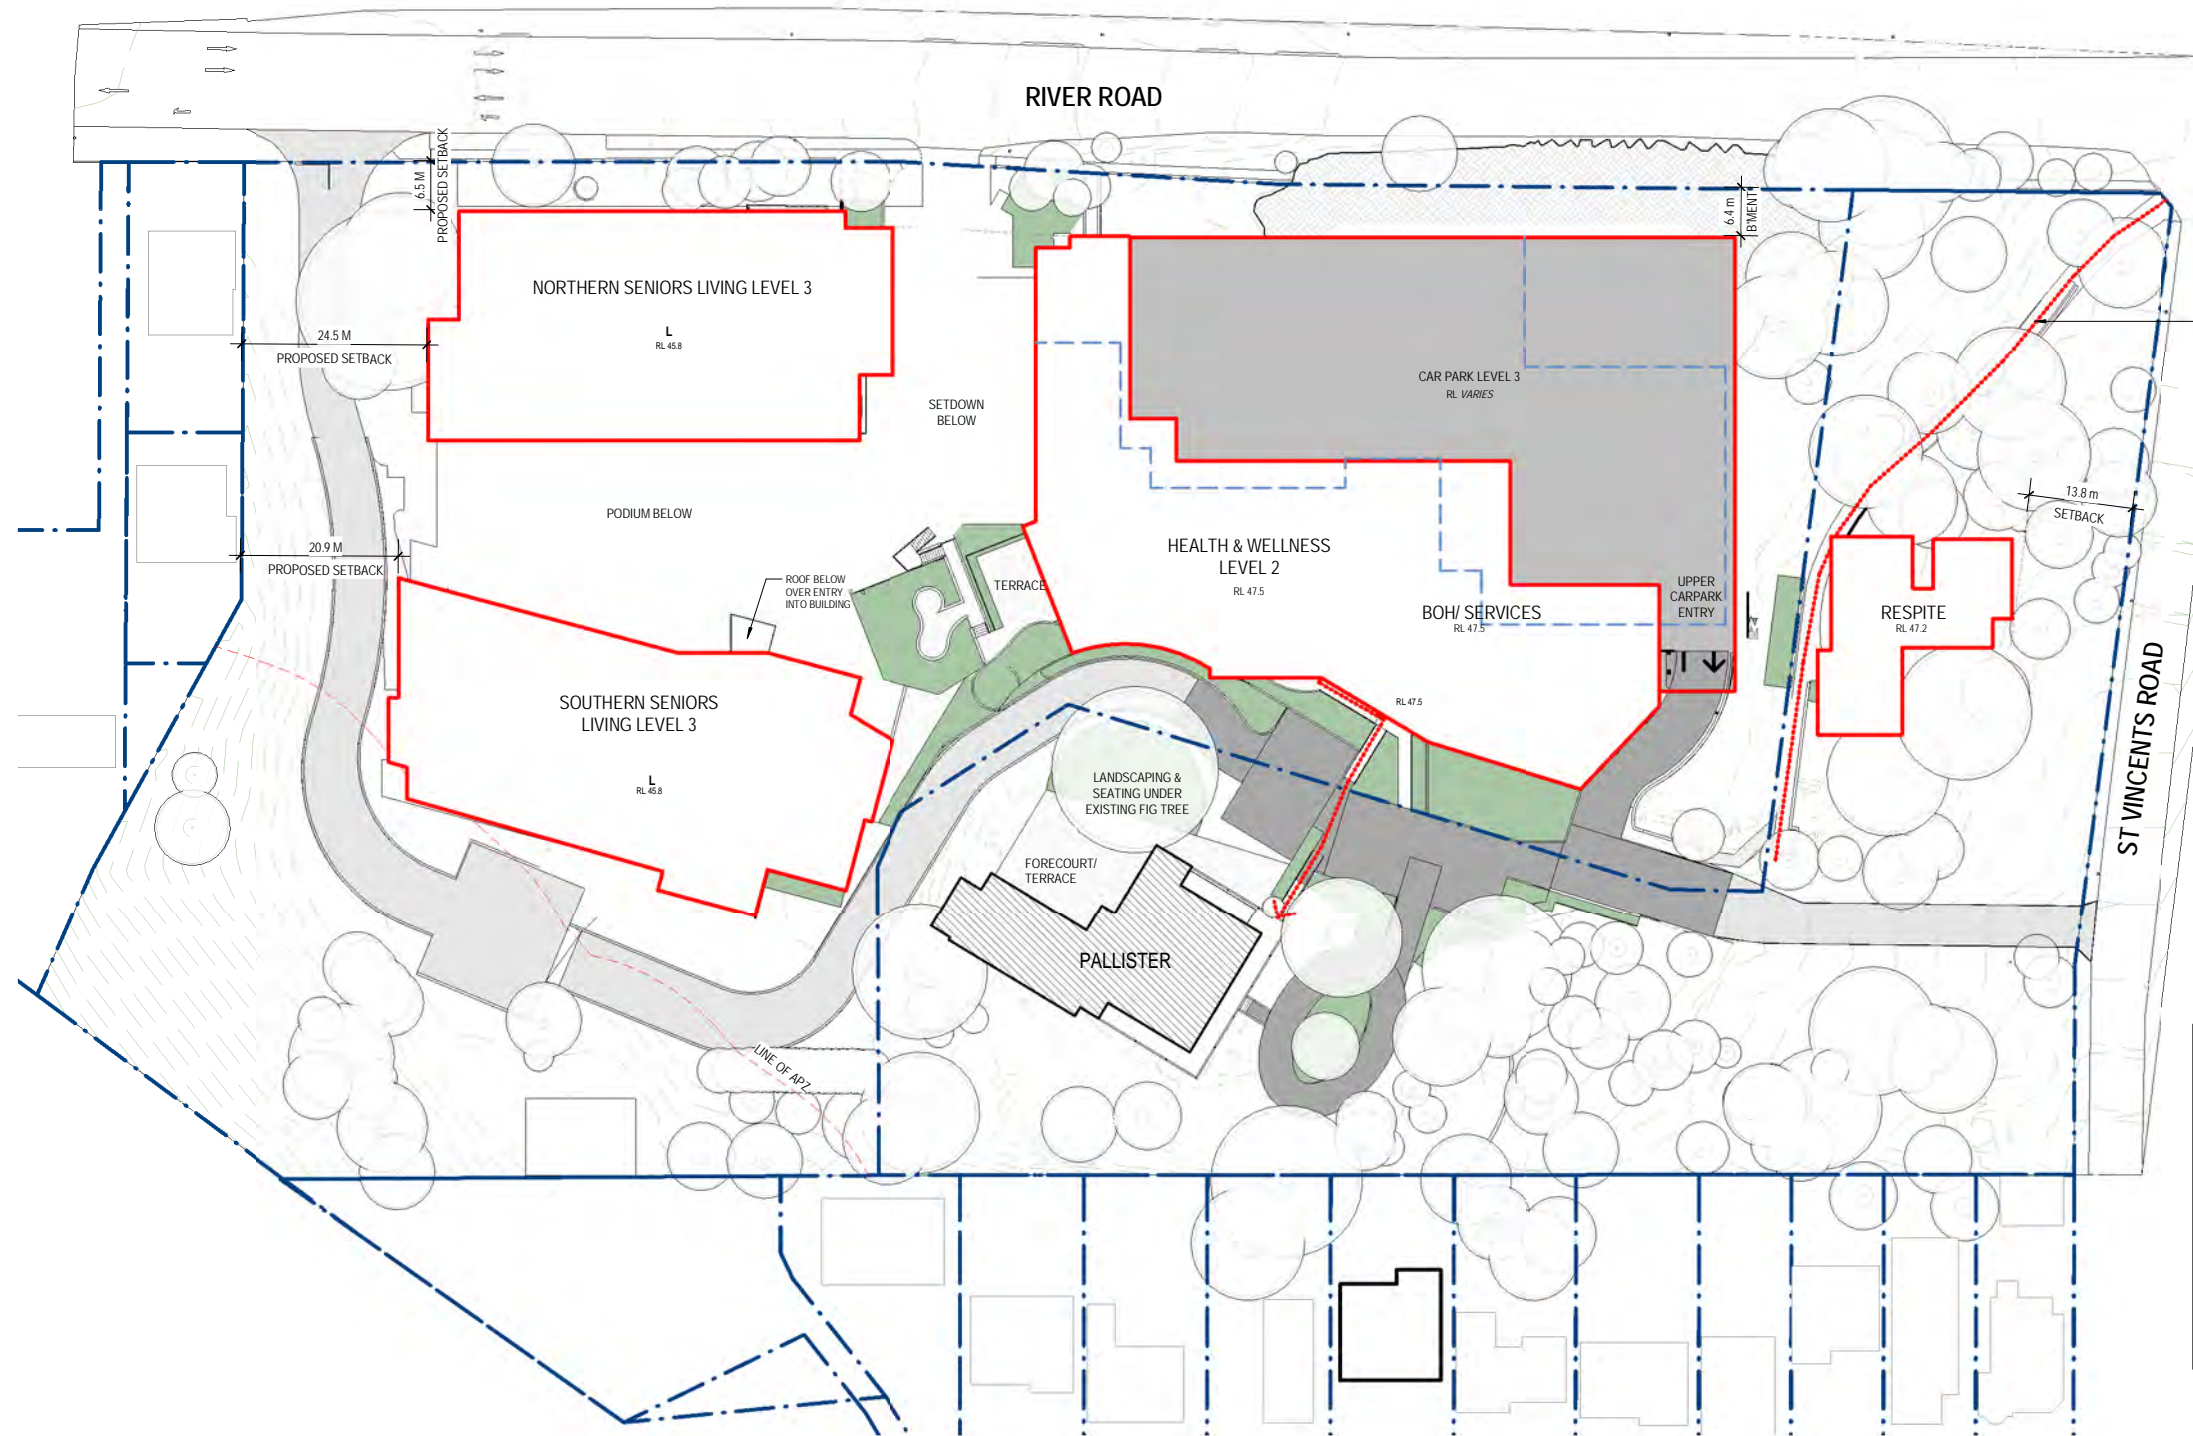 RIVER ROAD
6.5 M
PROPOSED SETBACK
6.4 m
B'MENT
NORTHERN SENIORS LIVING LEVEL 3
L
RL 45.8
24.5 M
PROPOSED SETBACK
SETDOWN
BELOW
CAR PARK LEVEL 3
RL VARIES
13.8 m
SETBACK
PODIUM BELOW
20.9 M
PROPOSED SETBACK
ROOF BELOW
OVER ENTRY
INTO BUILDING
TERRACE
HEALTH & WELLNESS
LEVEL 2
RL 47.5
BOH/ SERVICES
RL 47.5
UPPER
CARPARK
ENTRY
RESPITE
RL 47.2
SOUTHERN SENIORS
LIVING LEVEL 3
L
RL 45.8
RL 47.5
ST VINCENTS ROAD
LANDSCAPING &
SEATING UNDER
EXISTING FIG TREE
FORECOURT/
TERRACE
PALLISTER
LINE OF APZ